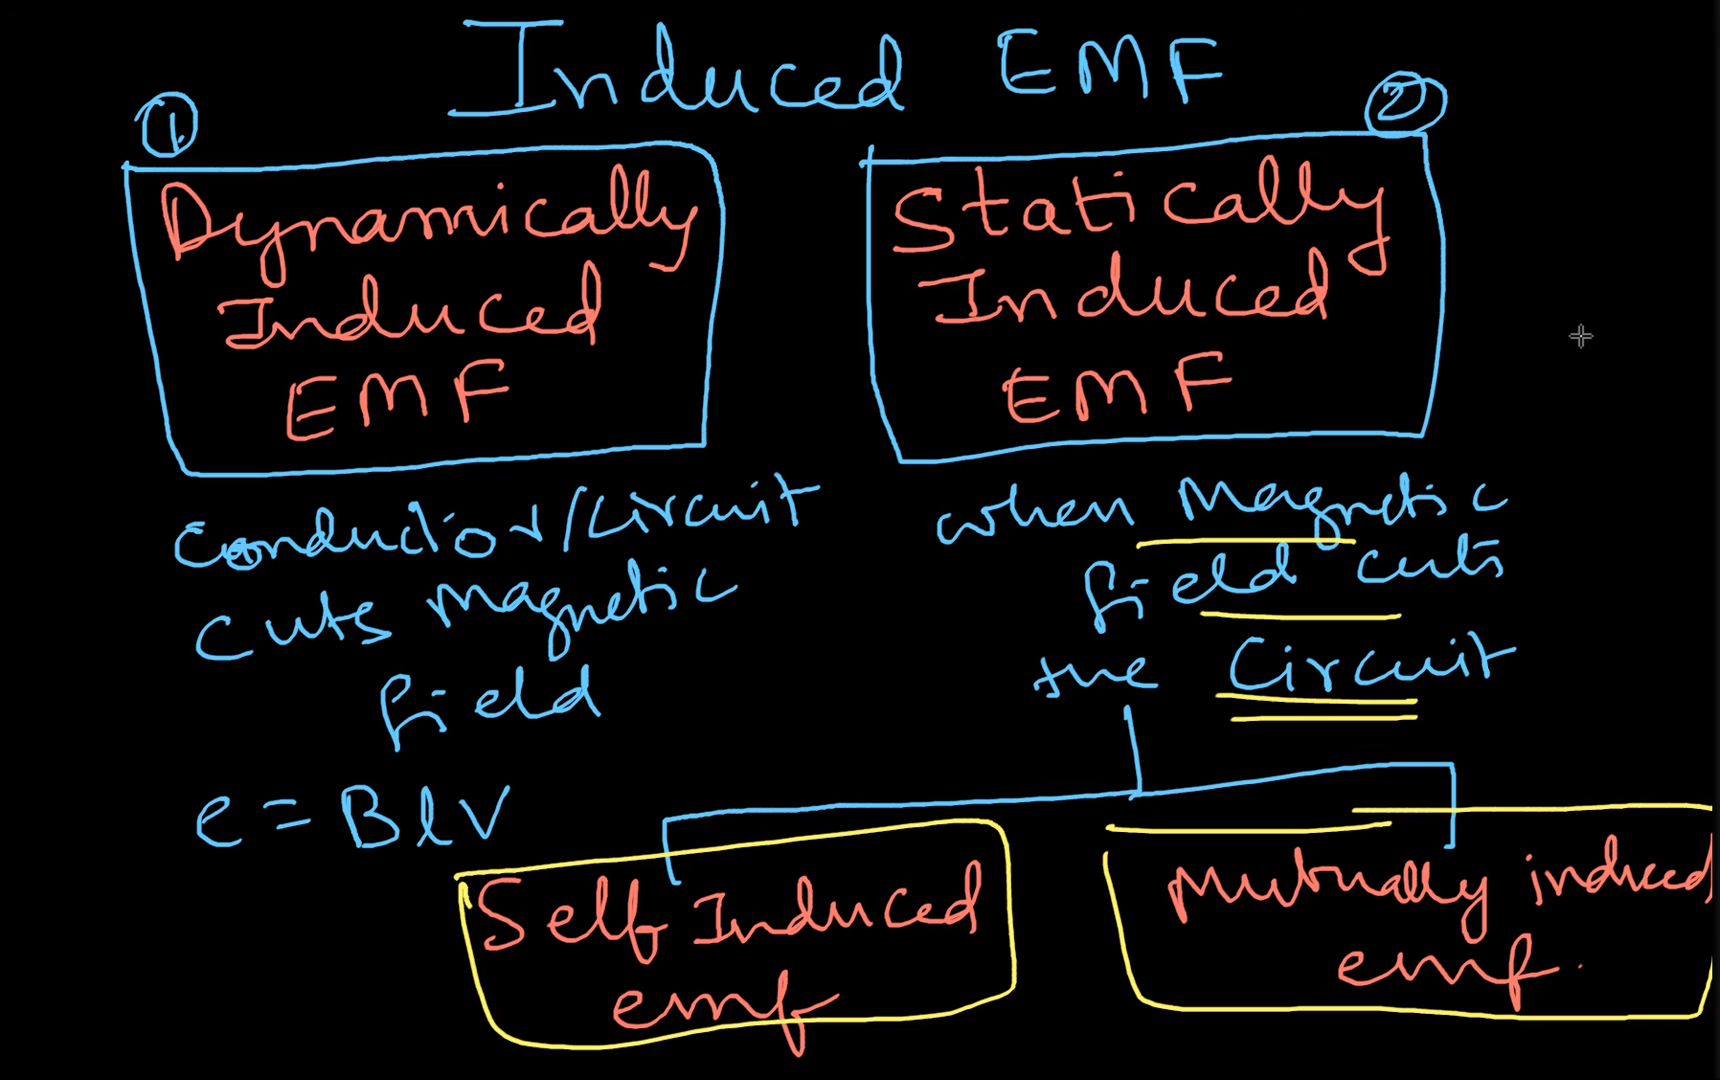 Induced EMF
①
Dynamically
Induced
EMF
Conductor/Circuit
cuts Magnetic
field
e = Blv
②
Statically
Induced
EMF
when Magnetic
field cuts
the Circuit
Self Induced
emf
Mutually induced
emf.